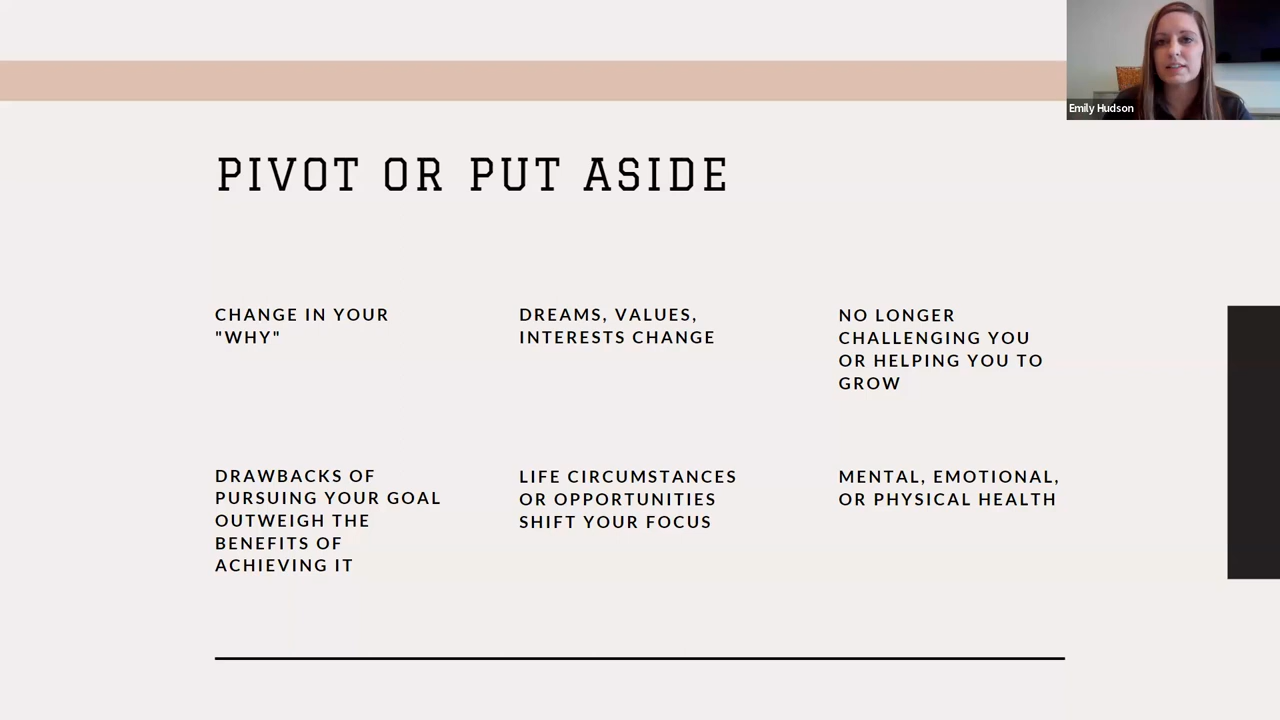 Emily Hudson
PIVOT OR PUT ASIDE
CHANGE IN YOUR
"WHY"
DREAMS, VALUES,
INTERESTS CHANGE
NO LONGER
CHALLENGING YOU
OR HELPING YOU TO
GROW
DRAWBACKS OF
PURSUING YOUR GOAL
OUTWEIGH THE
BENEFITS OF
ACHIEVING IT
LIFE CIRCUMSTANCES
OR OPPORTUNITIES
SHIFT YOUR FOCUS
MENTAL, EMOTIONAL,
OR PHYSICAL HEALTH